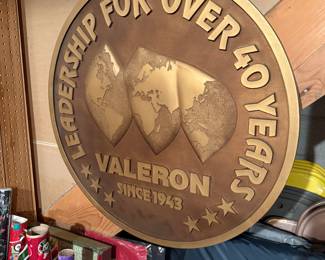 LEADERSHIP FOR OVER 40 YEARS
VALERON
SINCE 1943